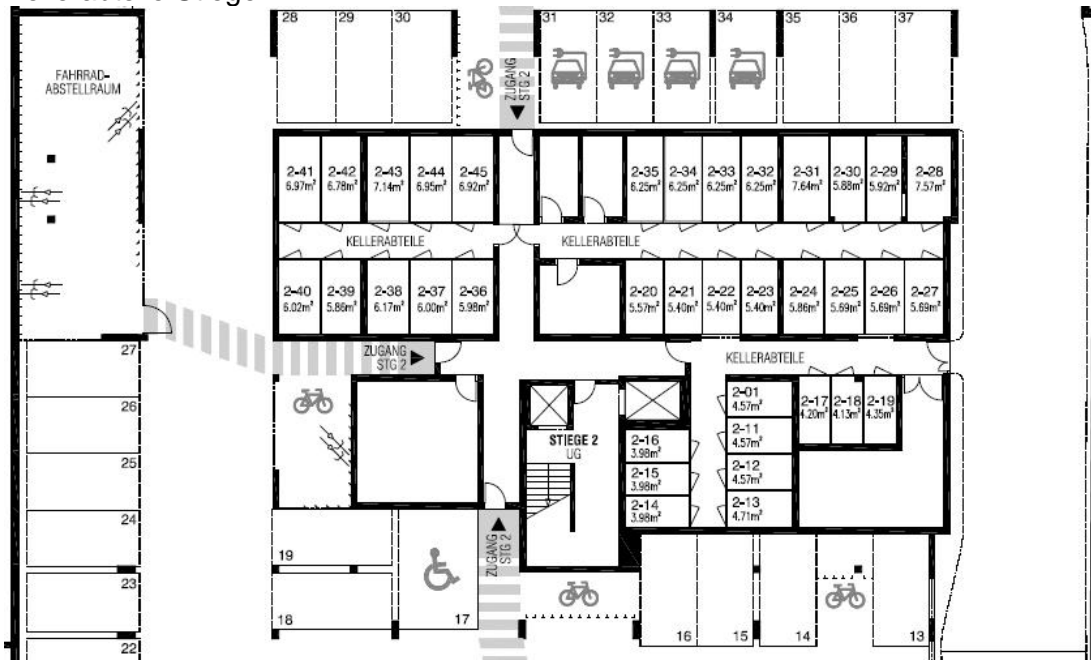 28
29
30
31
32
33
34
35
36
37
FAHRRAD-
ABSTELLRAUM
ZUGANG
STG 2
2-41
6.97m²
2-42
6.78m²
2-43
7.14m²
2-44
6.95m²
2-45
6.92m²
2-35
6.25m²
2-34
6.25m²
2-33
6.25m²
2-32
6.25m²
2-31
7.64m²
2-30
5.88m²
2-29
5.92m²
2-28
7.57m²
KELLERABTEILE
KELLERABTEILE
2-40
6.02m²
2-39
5.86m²
2-38
6.17m²
2-37
6.00m²
2-36
5.98m²
2-20
5.57m²
2-21
5.40m²
2-22
5.40m²
2-23
5.40m²
2-24
5.86m²
2-25
5.69m²
2-26
5.69m²
2-27
5.69m²
27
ZUGANG
STG 2
KELLERABTEILE
26
25
24
23
22
2-01
4.57m²
2-17
4.20m²
2-18
4.13m²
2-19
4.35m²
2-11
4.57m²
2-12
4.57m²
2-13
4.71m²
STIEGE 2
UG
2-16
3.98m²
2-15
3.98m²
2-14
3.98m²
19
18
17
ZUGANG
STG 2
16
15
14
13